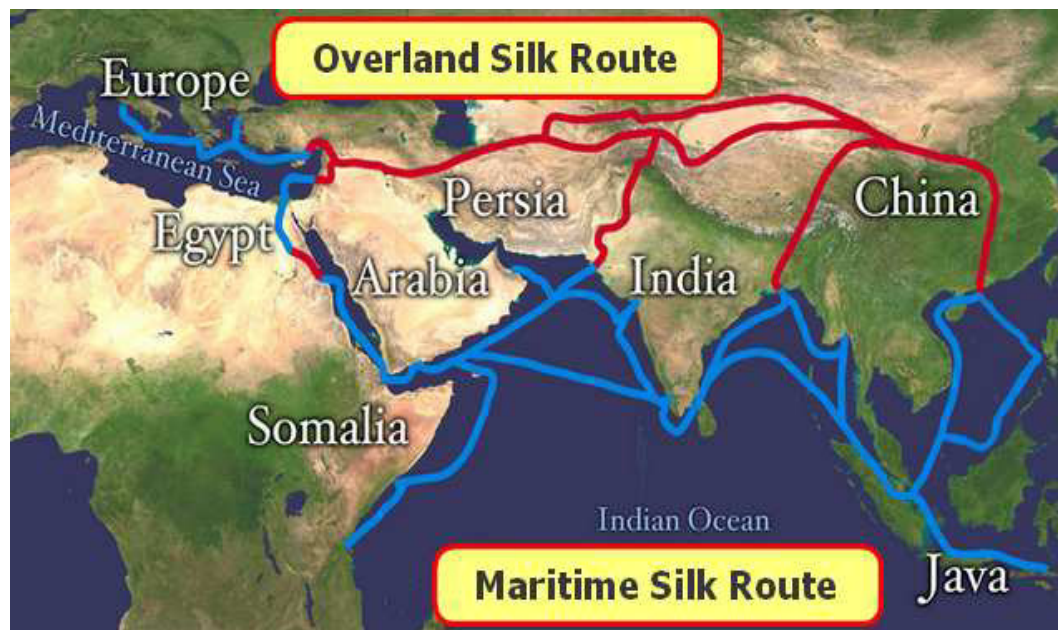 Overland Silk Route
Europe
Mediterranean Sea
Persia
China
Egypt
Arabia
India
Somalia
Indian Ocean
Maritime Silk Route
Java